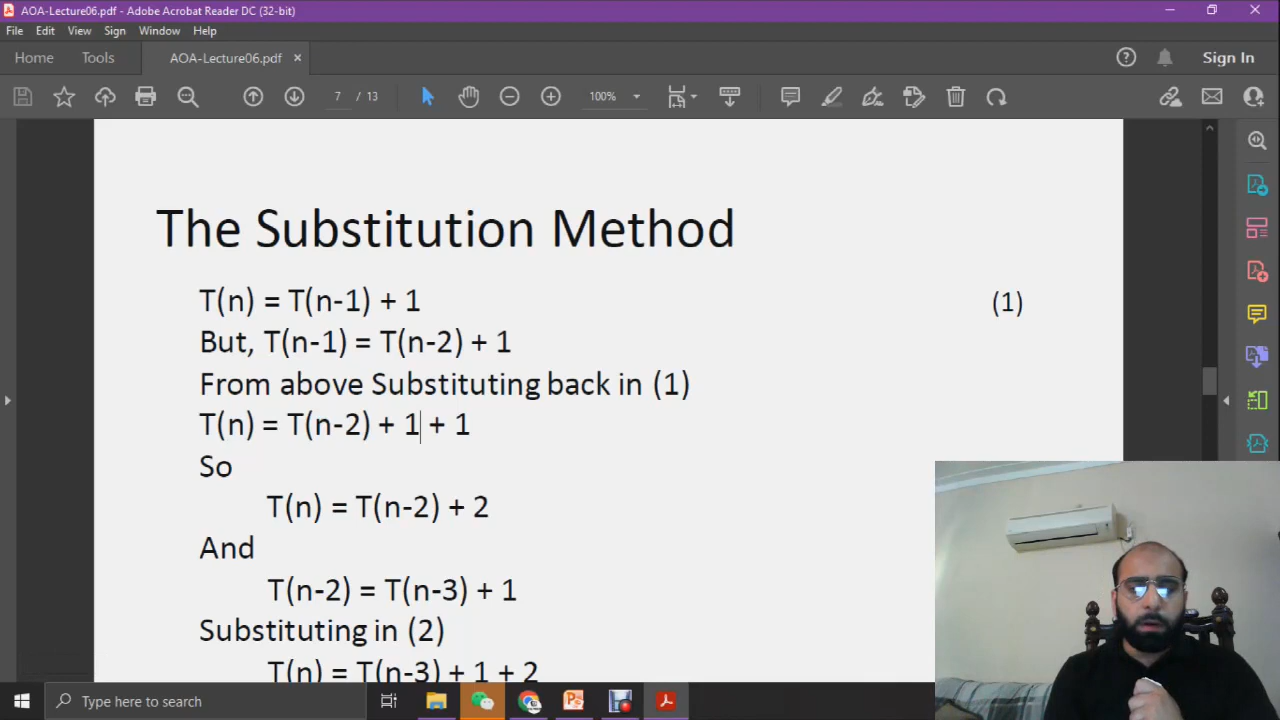 AOA-Lecture06.pdf - Adobe Acrobat Reader DC (32-bit)
File Edit View Sign Window Help
Home Tools AOA-Lecture06.pdf × Sign In
7 / 13 100%
The Substitution Method
T(n) = T(n-1) + 1 (1)
But, T(n-1) = T(n-2) + 1
From above Substituting back in (1)
T(n) = T(n-2) + 1 + 1
So
T(n) = T(n-2) + 2
And
T(n-2) = T(n-3) + 1
Substituting in (2)
T(n) = T(n-3) + 1 + 2
Type here to search